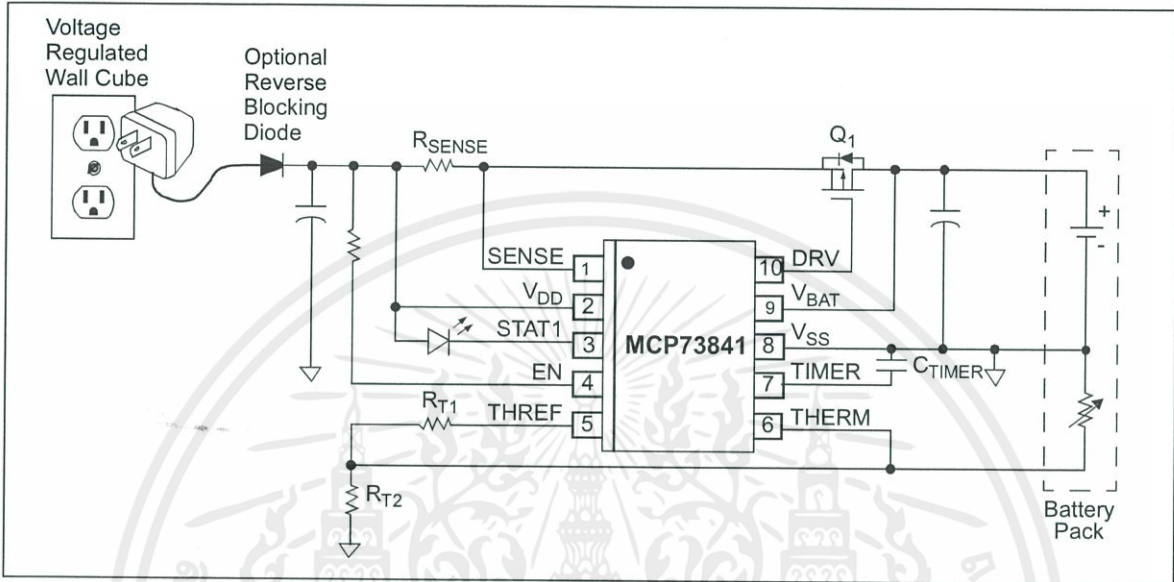 Voltage
Regulated
Wall Cube
Optional
Reverse
Blocking
Diode
RSENSE
Q1
SENSE 1
VDD 2
STAT1 3
EN 4
THREF 5
MCP73841
10 DRV
9 VBAT
8 VSS
7 TIMER
6 THERM
CTIMER
RT1
RT2
+
-
Battery
Pack